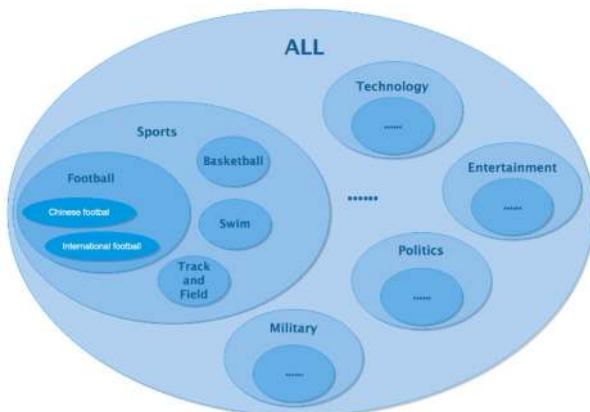 ALL
Technology
......
Sports
Basketball
Entertainment
......
Football
......
Chinese footbal
Swim
International football
Politics
......
Track
and
Field
Military
......